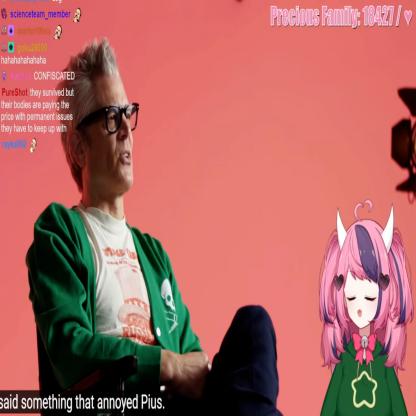 scienceteam_member
Precious Family: 18427 / ♥
hahahahahahaha
CONFISCATED
PureShot they survived but
their bodies are paying the
price with permanent issues
they have to keep up with
said something that annoyed Pius.